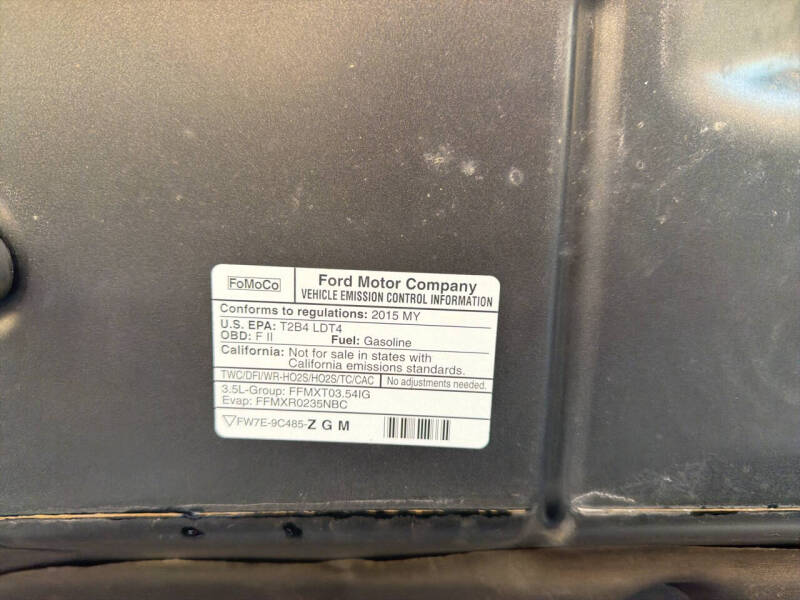 FoMoCo
Ford Motor Company
VEHICLE EMISSION CONTROL INFORMATION
Conforms to regulations: 2015 MY
U.S. EPA: T2B4 LDT4
OBD: F II Fuel: Gasoline
California: Not for sale in states with
California emissions standards.
TWC/DFI/WR-HO2S/HO2S/TC/CAC No adjustments needed.
3.5L-Group: FFMXT03.54IG
Evap: FFMXR0235NBC
FW7E-9C485-Z G M